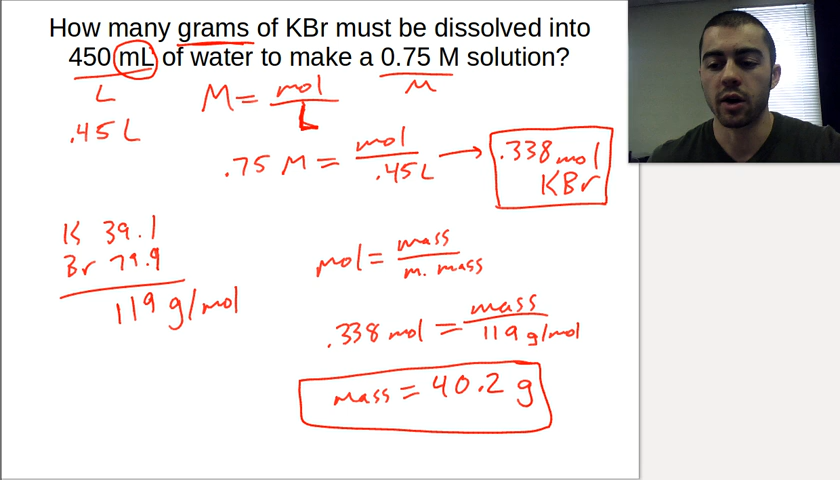 How many grams of KBr must be dissolved into
450 mL of water to make a 0.75 M solution?
L
M
.45 L
M = mol / L
.75 M = mol / .45L → .338 mol
KBr
K 39.1
Br 79.9
119 g/mol
mol = mass / m. mass
.338 mol = mass / 119 g/mol
mass = 40.2 g